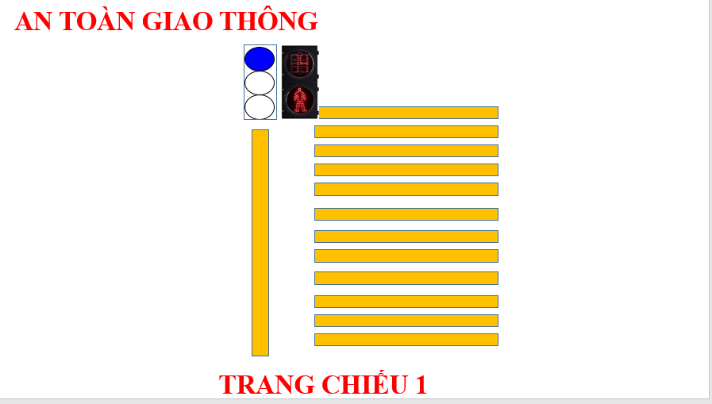 AN TOÀN GIAO THÔNG
TRANG CHIẾU 1